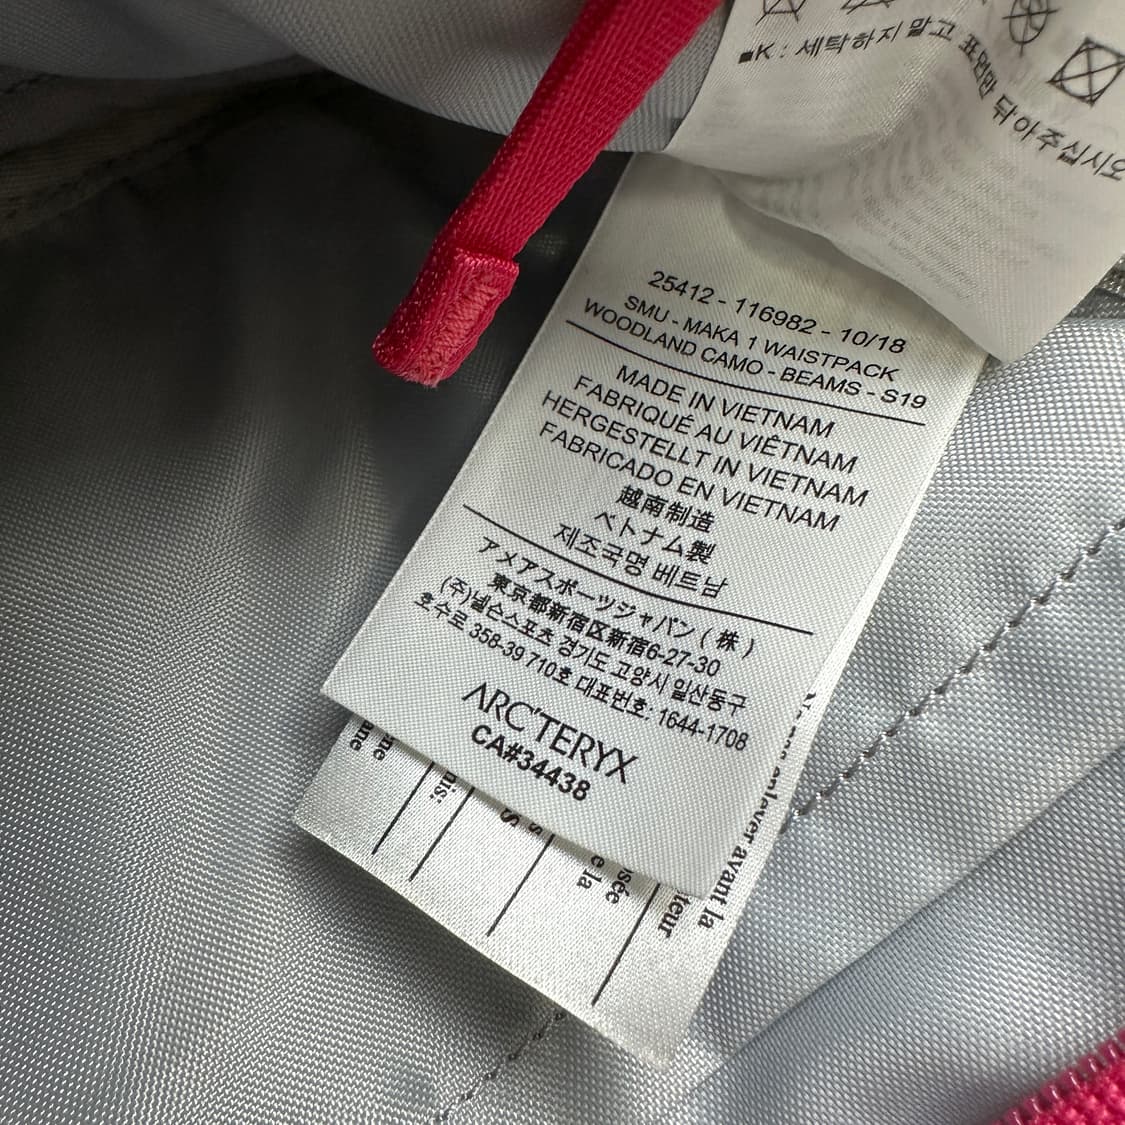 ■K : 세탁하지 말고 표면만 닦아주십시오
25412 - 116982 - 10/18
SMU - MAKA 1 WAISTPACK
WOODLAND CAMO - BEAMS - S19
MADE IN VIETNAM
FABRIQUÉ AU VIÊTNAM
HERGESTELLT IN VIETNAM
FABRICADO EN VIETNAM
越南制造
ベトナム製
제조국명 베트남
アメアスポーツジャパン ( 株 )
東京都新宿区新宿6-27-30
(주)넬슨스포츠 경기도 고양시 일산동구
호수로 358-39 710호 대표번호: 1644-1708
ARC'TERYX
CA#34438
enlever avant la